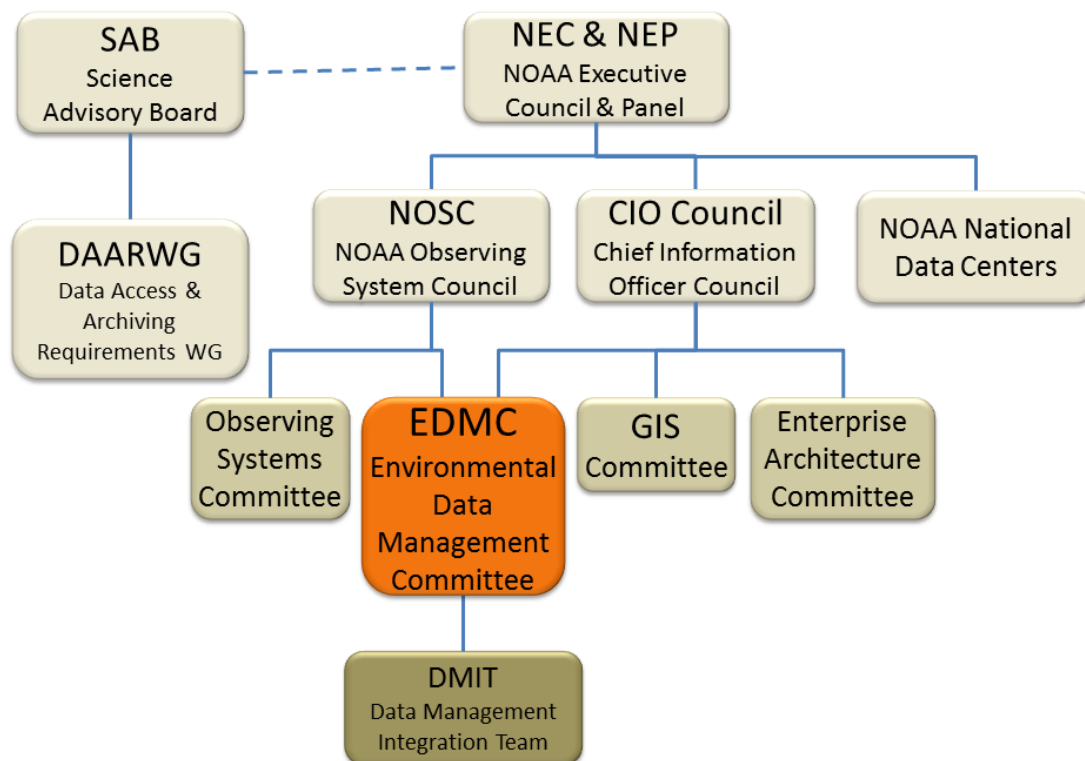 SAB
Science
Advisory Board
NEC & NEP
NOAA Executive
Council & Panel
DAARWG
Data Access &
Archiving
Requirements WG
NOSC
NOAA Observing
System Council
CIO Council
Chief Information
Officer Council
NOAA National
Data Centers
Observing
Systems
Committee
EDMC
Environmental
Data
Management
Committee
GIS
Committee
Enterprise
Architecture
Committee
DMIT
Data Management
Integration Team